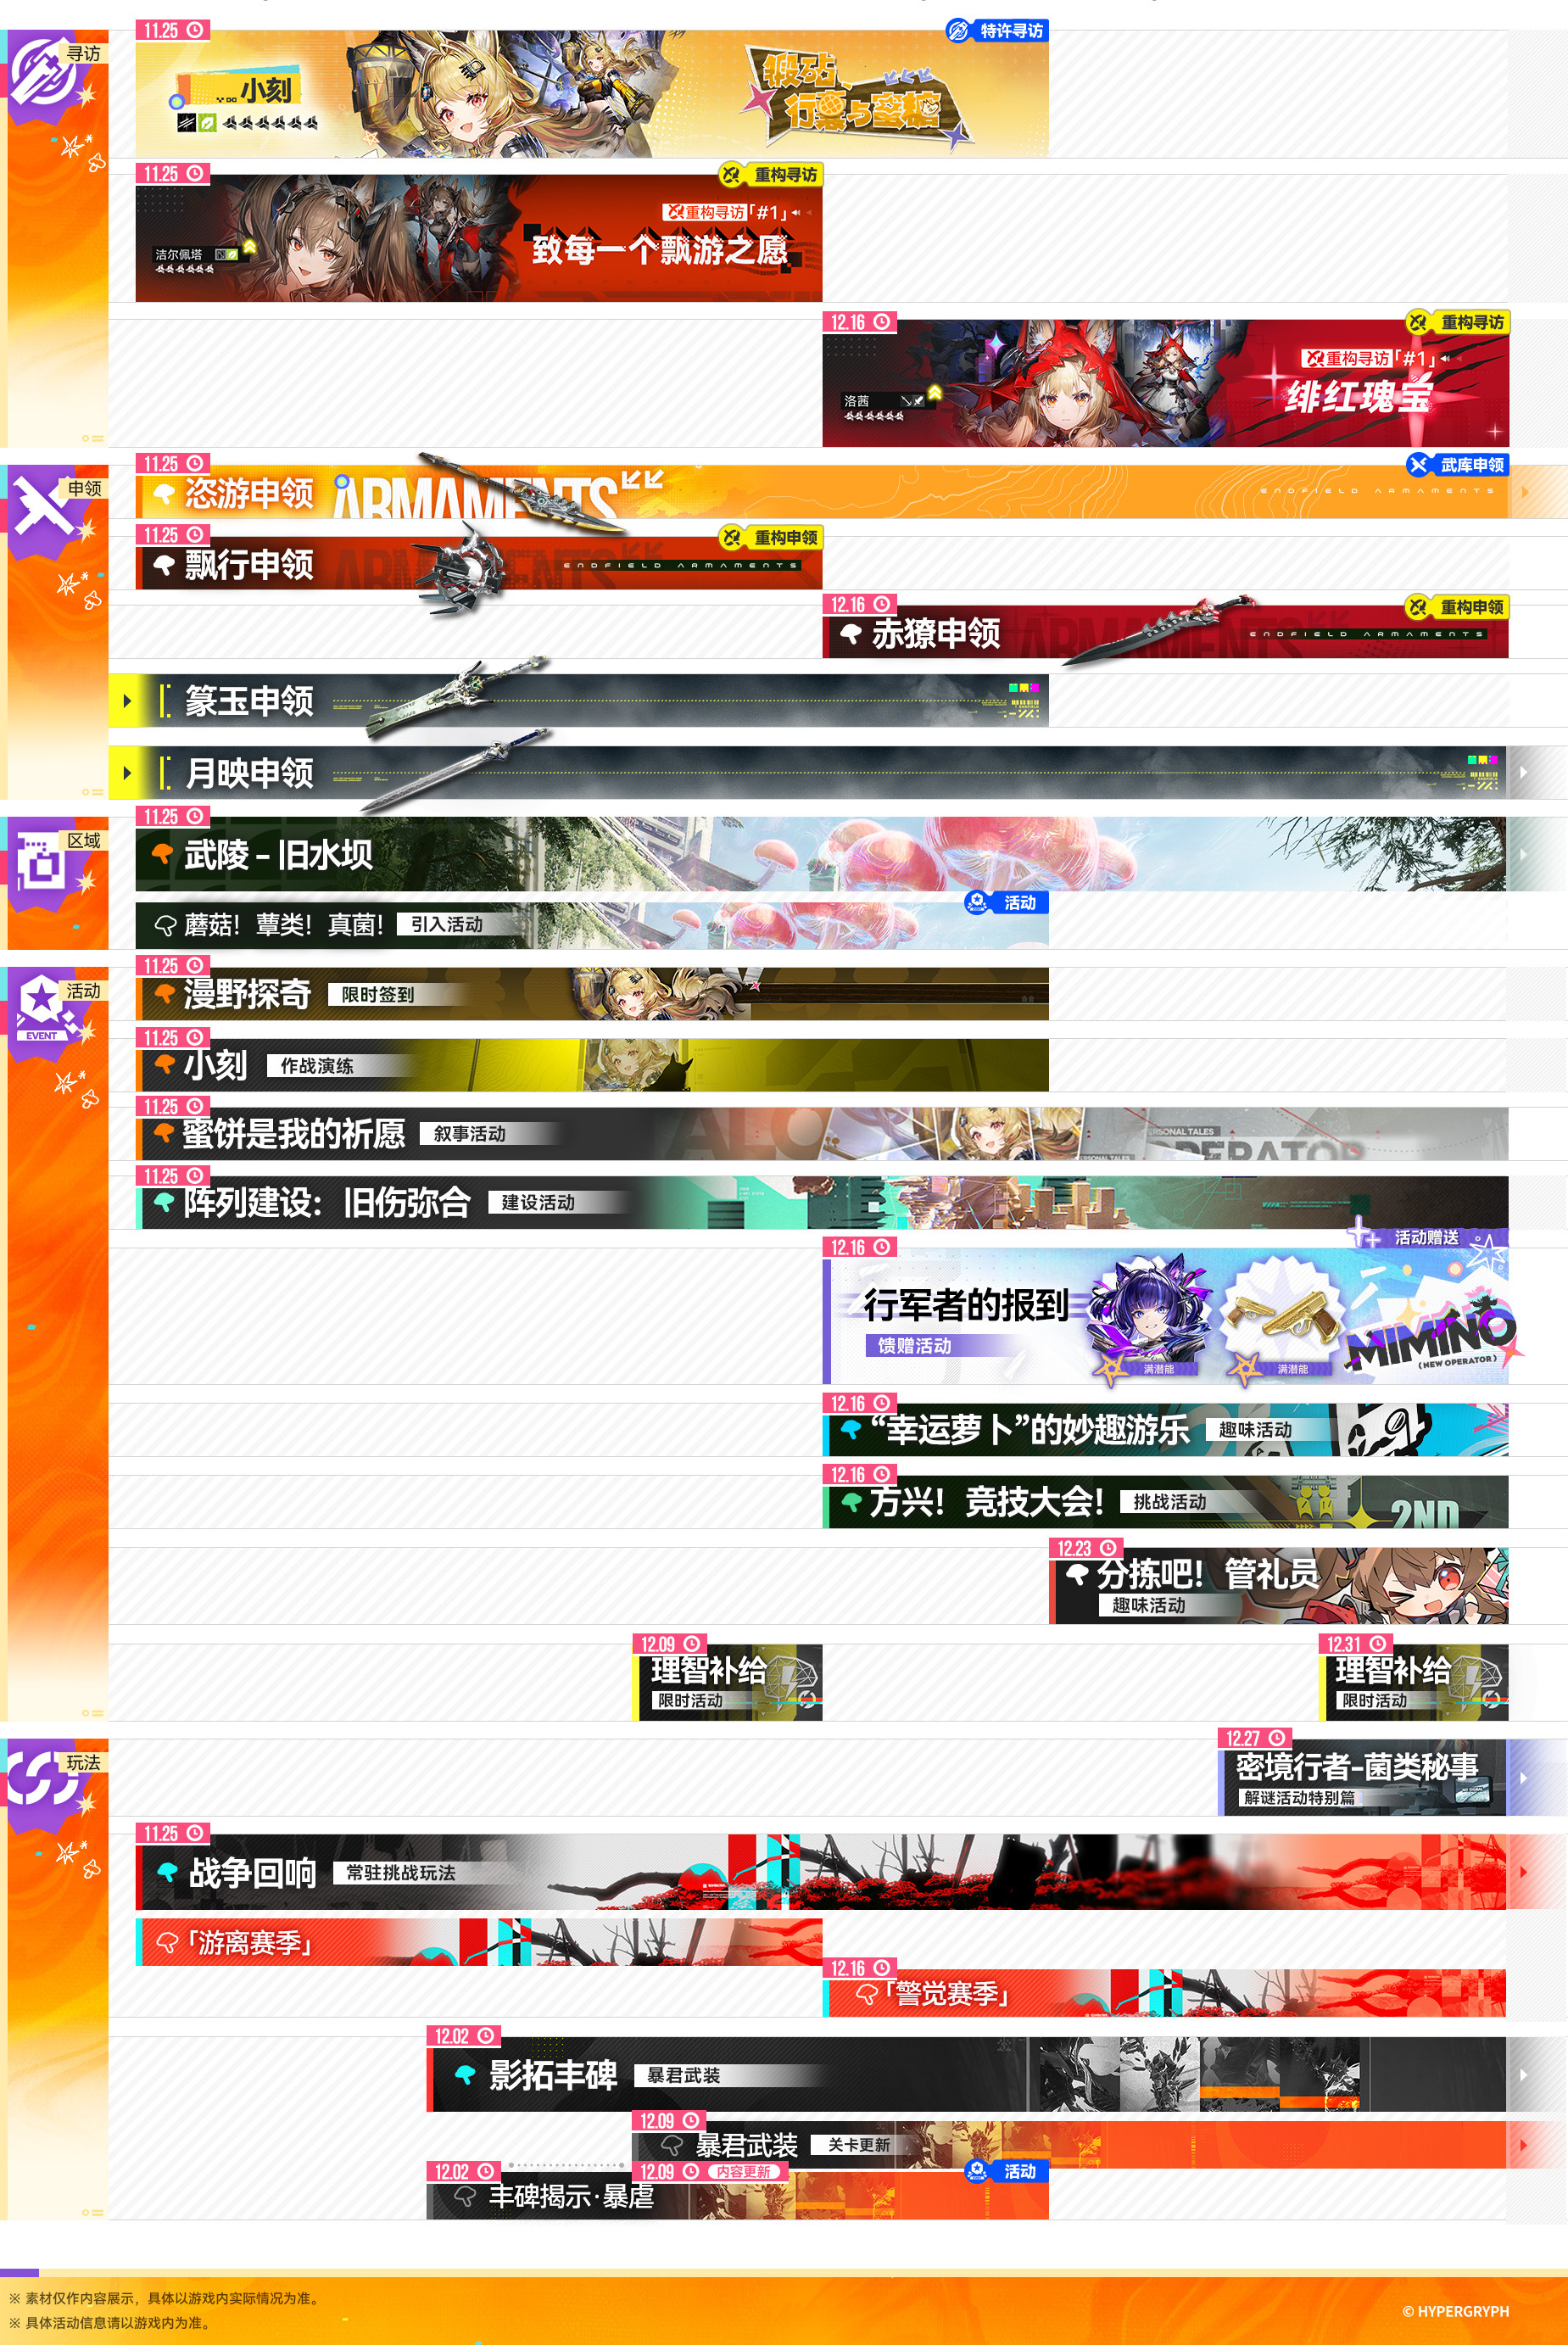 寻访
11.25
特许寻访
小刻
锻砧、
行囊与蜜糖
11.25
重构寻访
重构寻访「#1」
致每一个飘游之愿
洁尔佩塔
12.16
重构寻访
重构寻访「#1」
绯红瑰宝
洛茜
申领
11.25
武库申领
恣游申领
ARMAMENTS
ENDFIELD ARMAMENTS
11.25
重构申领
飘行申领
ARMAMENTS
ENDFIELD ARMAMENTS
12.16
重构申领
赤獠申领
ARMAMENTS
ENDFIELD ARMAMENTS
篆玉申领
月映申领
区域
11.25
武陵 – 旧水坝
活动
蘑菇！蕈类！真菌！ 引入活动
活动
EVENT
11.25
漫野探奇 限时签到
11.25
小刻 作战演练
11.25
蜜饼是我的祈愿 叙事活动
PERSONAL TALES
OPERATOR
11.25
阵列建设：旧伤弥合 建设活动
12.16
活动赠送
行军者的报到
馈赠活动
满潜能
满潜能
MIMINO
(NEW OPERATOR)
12.16
“幸运萝卜”的妙趣游乐 趣味活动
12.16
方兴！竞技大会！ 挑战活动
2ND
12.23
分拣吧！管礼员
趣味活动
12.09
理智补给
限时活动
12.31
理智补给
限时活动
玩法
12.27
密境行者–菌类秘事
解谜活动特别篇
11.25
战争回响 常驻挑战玩法
「游离赛季」
12.16
「警觉赛季」
12.02
影拓丰碑 暴君武装
12.09
暴君武装 关卡更新
12.02
12.09 内容更新
活动
丰碑揭示·暴虐
※ 素材仅作内容展示，具体以游戏内实际情况为准。
※ 具体活动信息请以游戏内为准。
© HYPERGRYPH